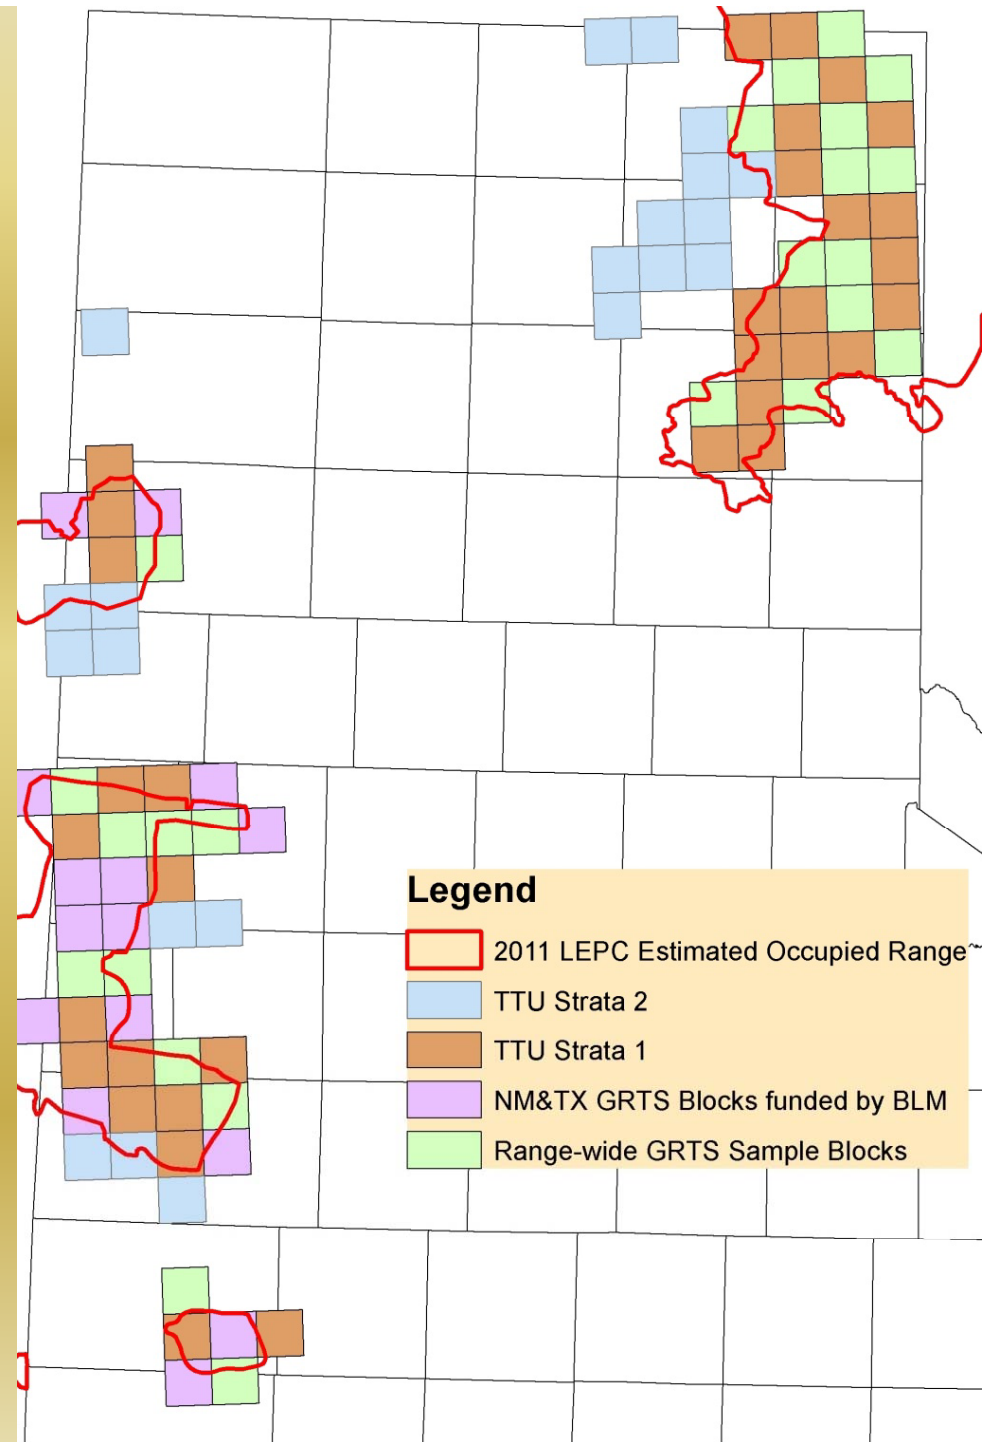 Legend
2011 LEPC Estimated Occupied Range
TTU Strata 2
TTU Strata 1
NM&TX GRTS Blocks funded by BLM
Range-wide GRTS Sample Blocks